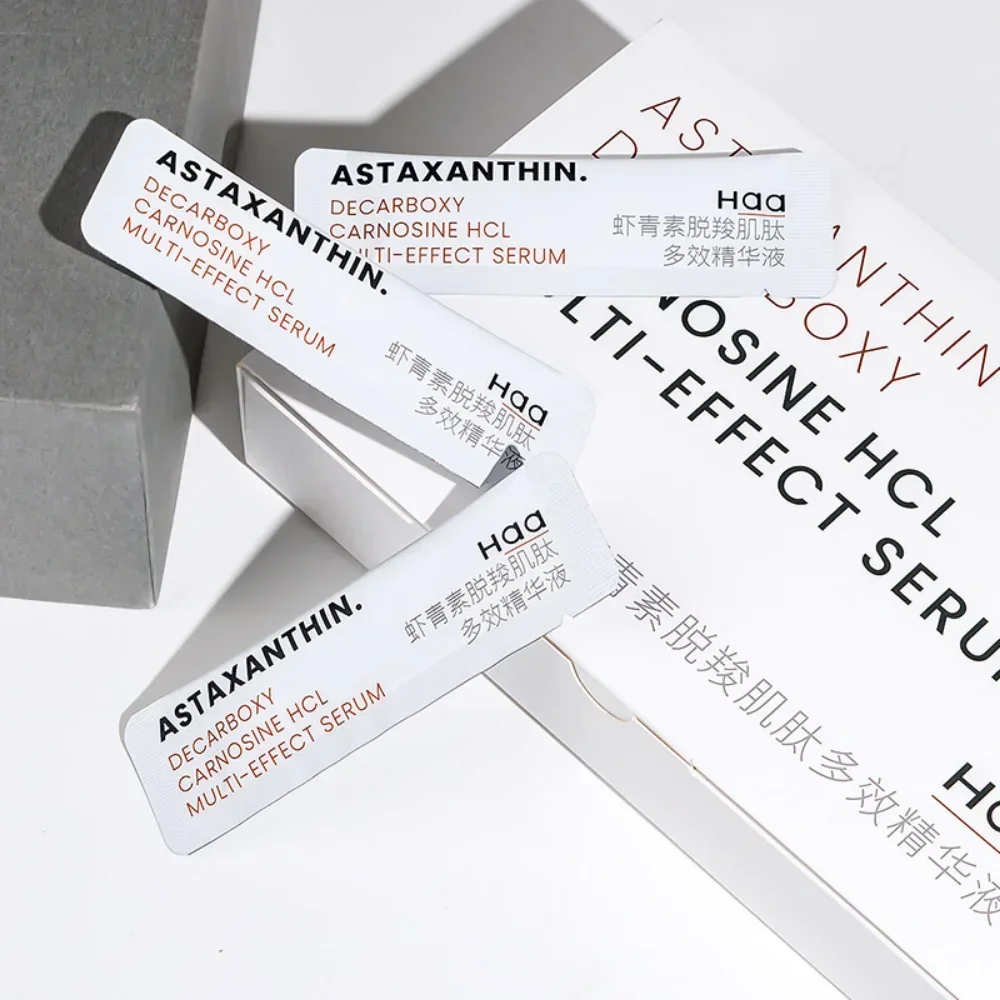 ASTAXANTHIN.
DECARBOXY
CARNOSINE HCL
MULTI-EFFECT SERUM
Haa
虾青素脱羧肌肽
多效精华液
ASTAXANTHIN.
DECARBOXY
CARNOSINE HCL
MULTI-EFFECT SERUM
Haa
虾青素脱羧肌肽
多效精华液
ASTAXANTHIN.
DECARBOXY
CARNOSINE HCL
MULTI-EFFECT SERUM
Haa
虾青素脱羧肌肽
多效精华液
AST ANTHIN
D BOXY
NOSINE HCL
LTI-EFFECT SERU
青素脱羧肌肽多效精华液
Ha